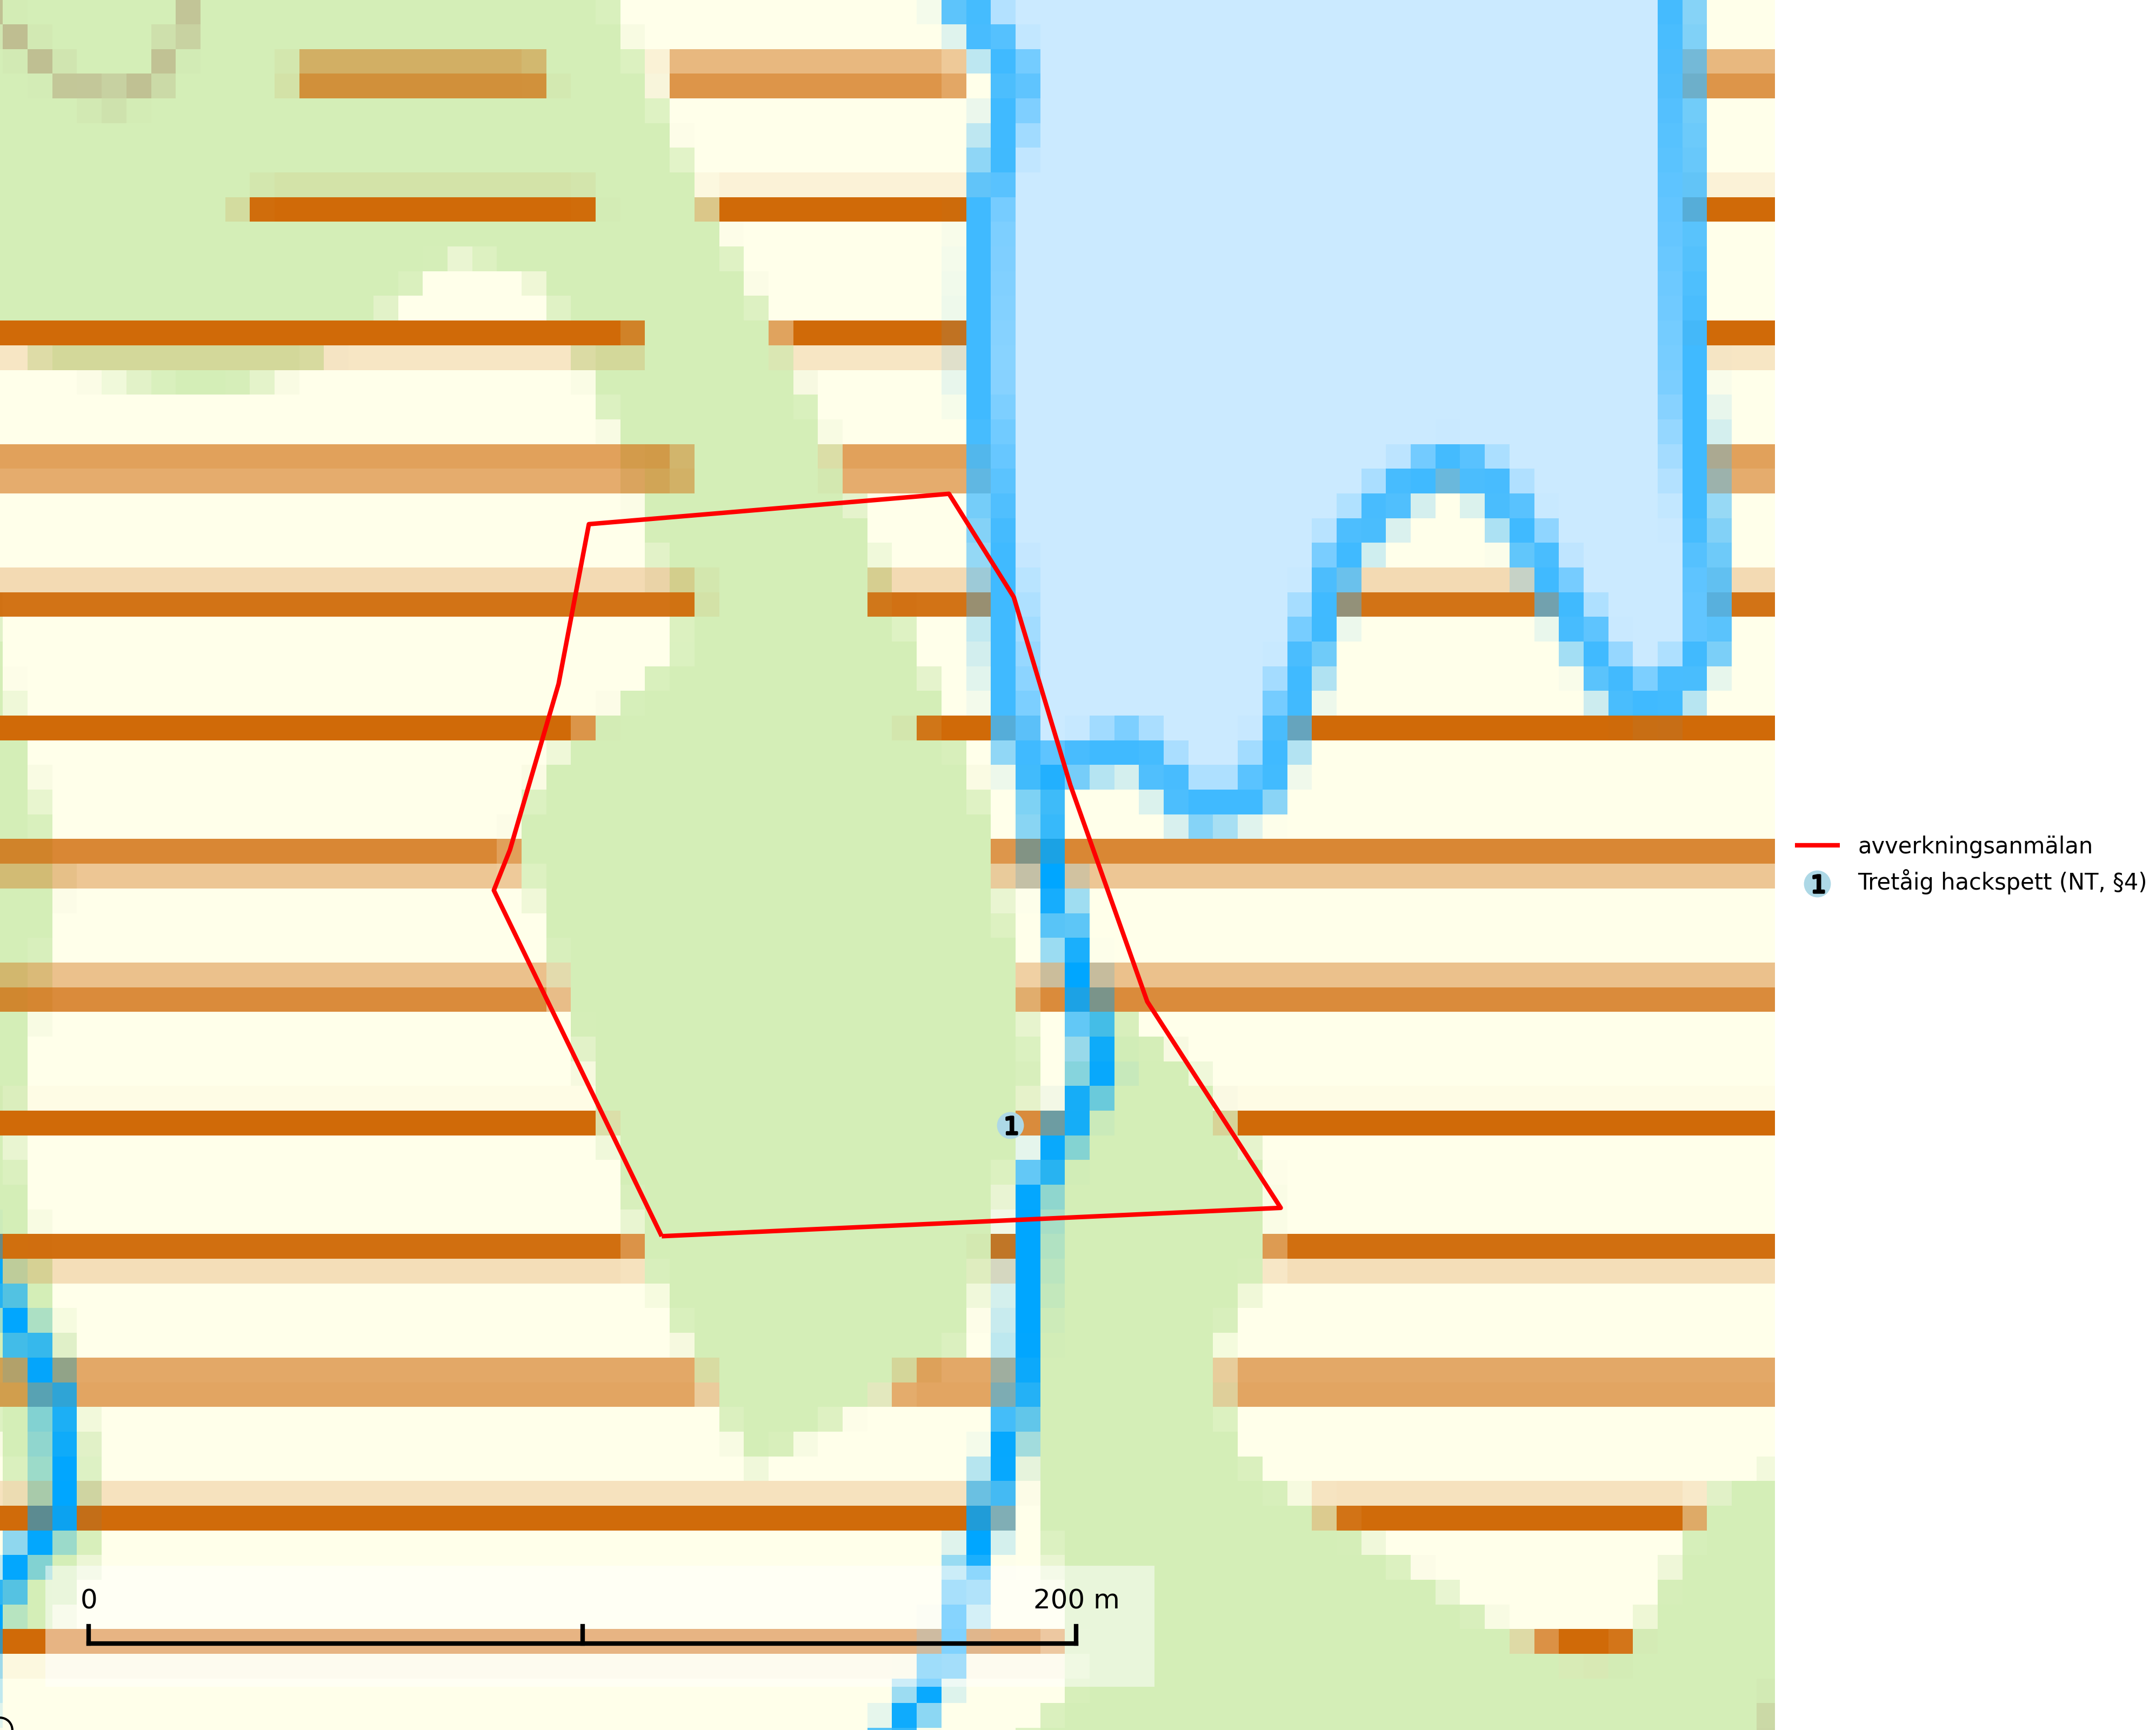 avverkningsanmälan
1 Tretåig hackspett (NT, §4)
1
0 200 m